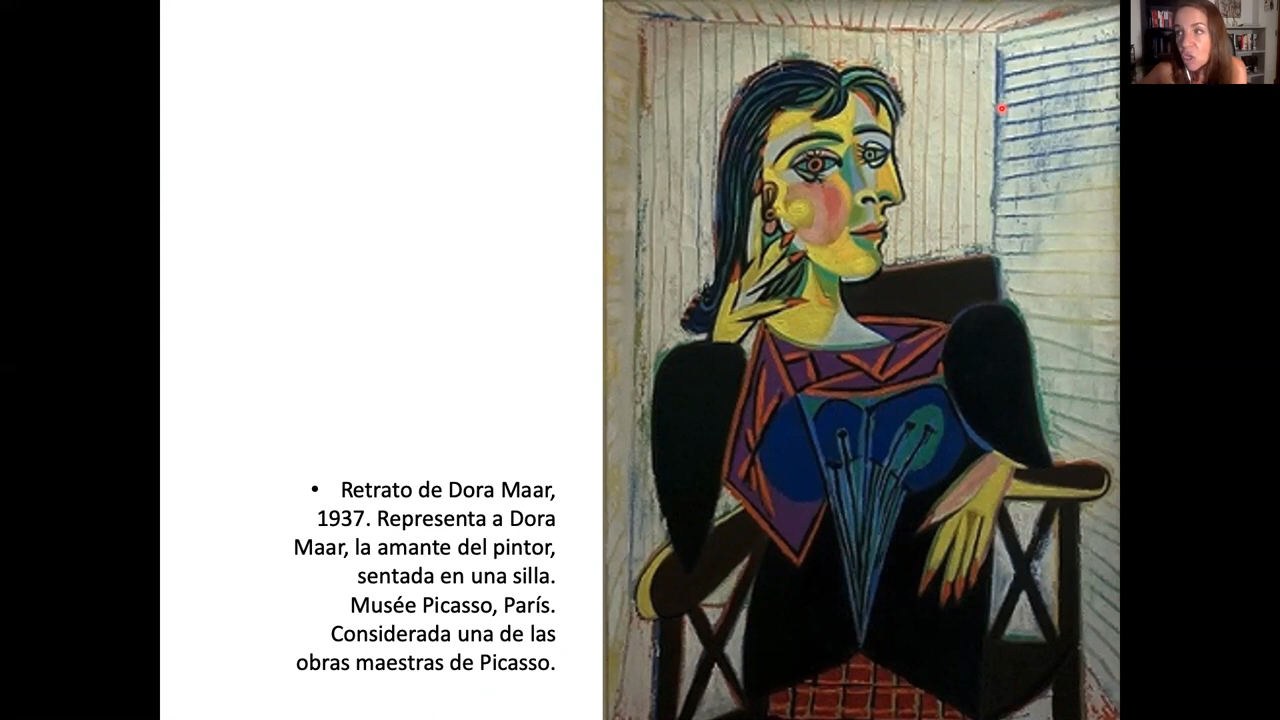 • Retrato de Dora Maar,
1937. Representa a Dora
Maar, la amante del pintor,
sentada en una silla.
Musée Picasso, París.
Considerada una de las
obras maestras de Picasso.